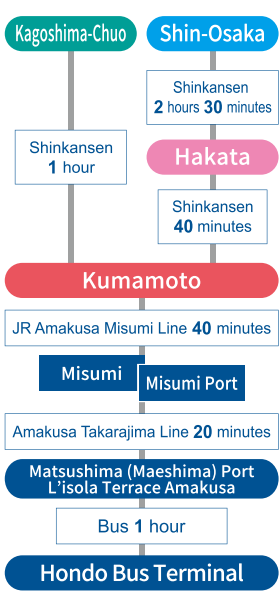 Kagoshima-Chuo
Shin-Osaka
Shinkansen
2 hours 30 minutes
Shinkansen
1 hour
Hakata
Shinkansen
40 minutes
Kumamoto
JR Amakusa Misumi Line 40 minutes
Misumi
Misumi Port
Amakusa Takarajima Line 20 minutes
Matsushima (Maeshima) Port
L'isola Terrace Amakusa
Bus 1 hour
Hondo Bus Terminal